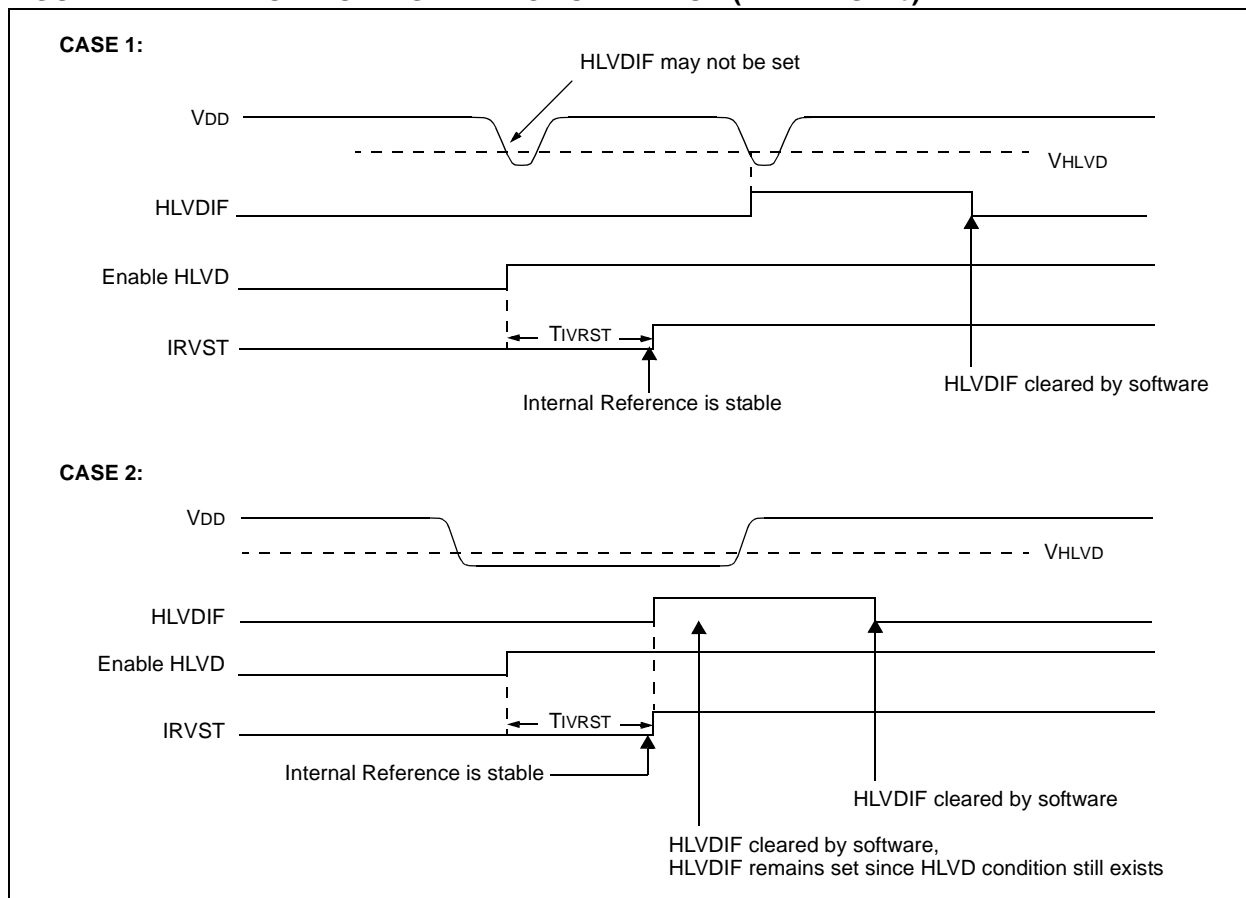 CASE 1:
HLVDIF may not be set
VDD
VHLVD
HLVDIF
Enable HLVD
TIVRST
IRVST
HLVDIF cleared by software
Internal Reference is stable
CASE 2:
VDD
VHLVD
HLVDIF
Enable HLVD
TIVRST
IRVST
Internal Reference is stable
HLVDIF cleared by software
HLVDIF cleared by software,
HLVDIF remains set since HLVD condition still exists